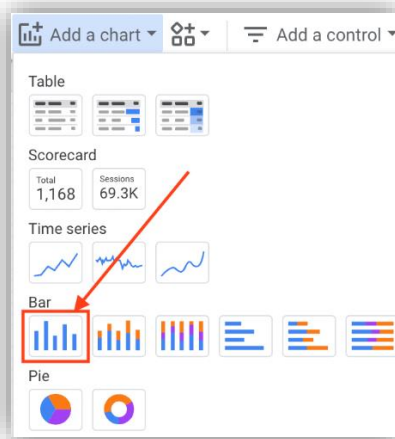 Add a chart Add a control
Table
Scorecard
Total Sessions
1,168 69.3K
Time series
Bar
Pie